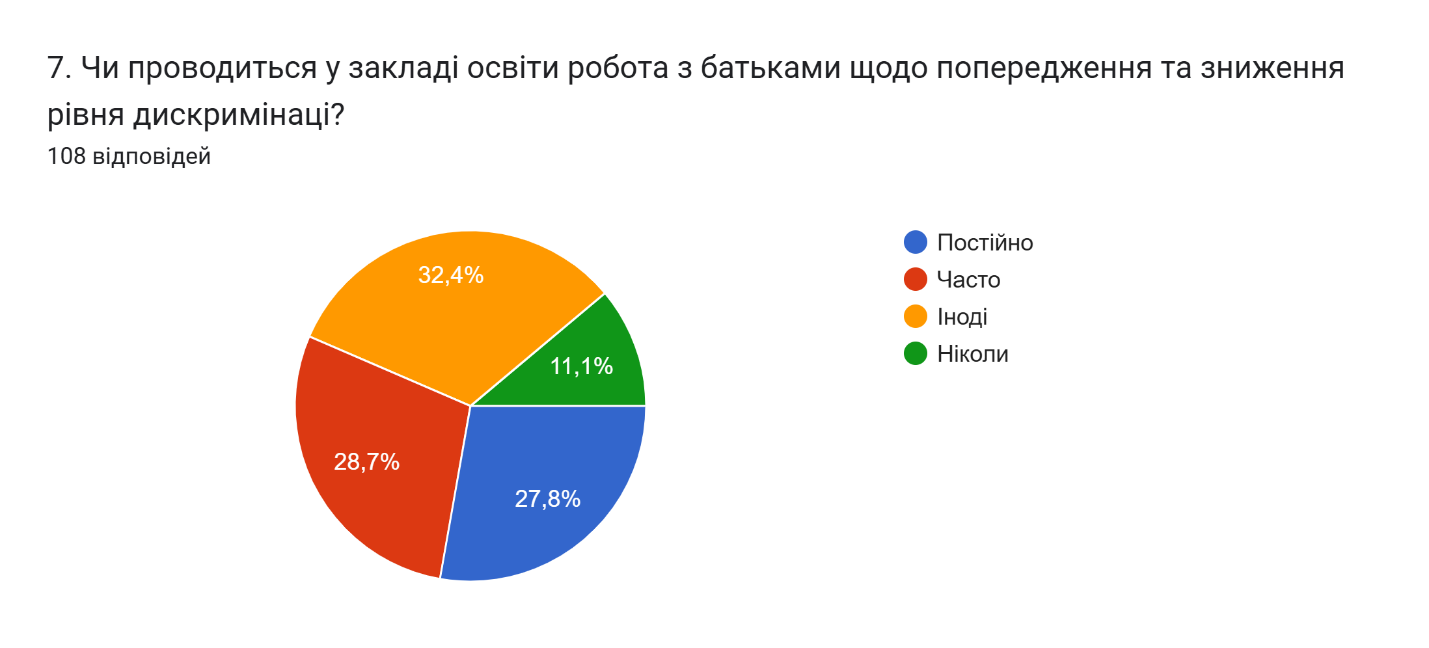 7. Чи проводиться у закладі освіти робота з батьками щодо попередження та зниження
рівня дискримінаці?
108 відповідей
Постійно
Часто
Іноді
Ніколи
32,4%
11,1%
28,7%
27,8%